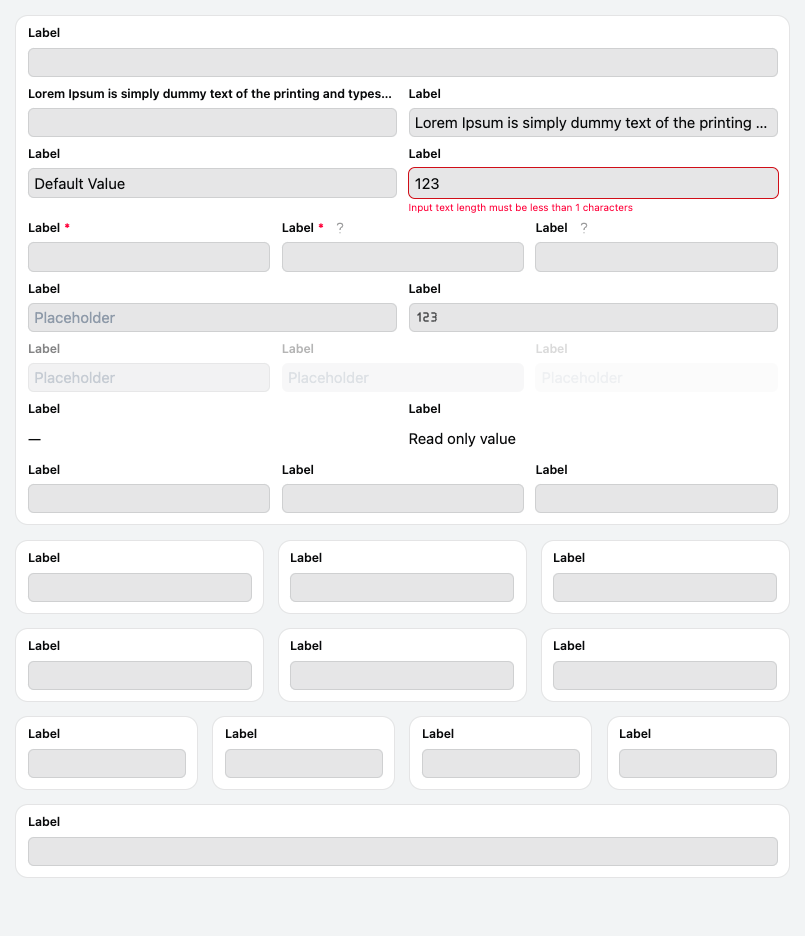 Label
Lorem Ipsum is simply dummy text of the printing and types...
Label
Lorem Ipsum is simply dummy text of the printing ...
Label
Label
Default Value
123
Input text length must be less than 1 characters
Label *
Label * ?
Label ?
Label
Label
Placeholder
123
Label
Label
Label
Placeholder
Placeholder
Placeholder
Label
Label
—
Read only value
Label
Label
Label
Label
Label
Label
Label
Label
Label
Label
Label
Label
Label
Label